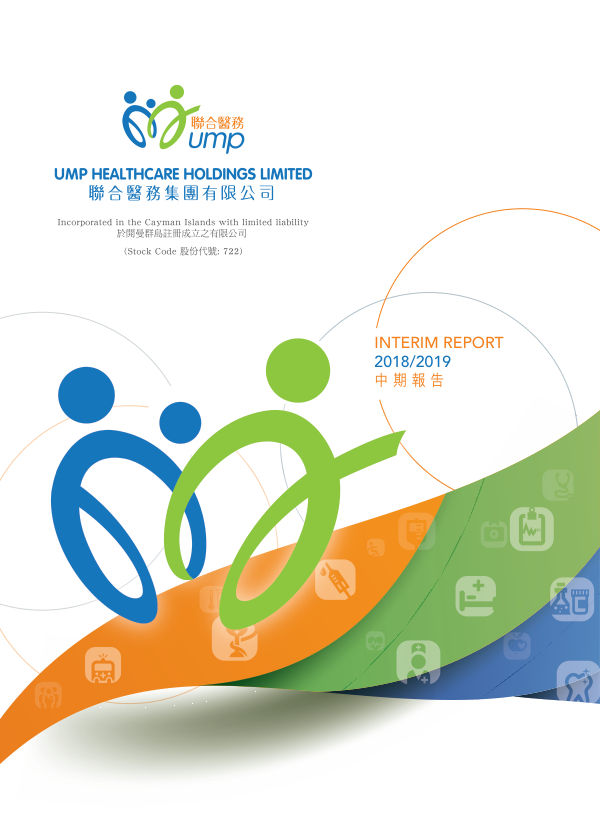 聯合醫務
ump
UMP HEALTHCARE HOLDINGS LIMITED
聯合醫務集團有限公司
Incorporated in the Cayman Islands with limited liability
於開曼群島註冊成立之有限公司
(Stock Code 股份代號: 722)
INTERIM REPORT
2018/2019
中期報告